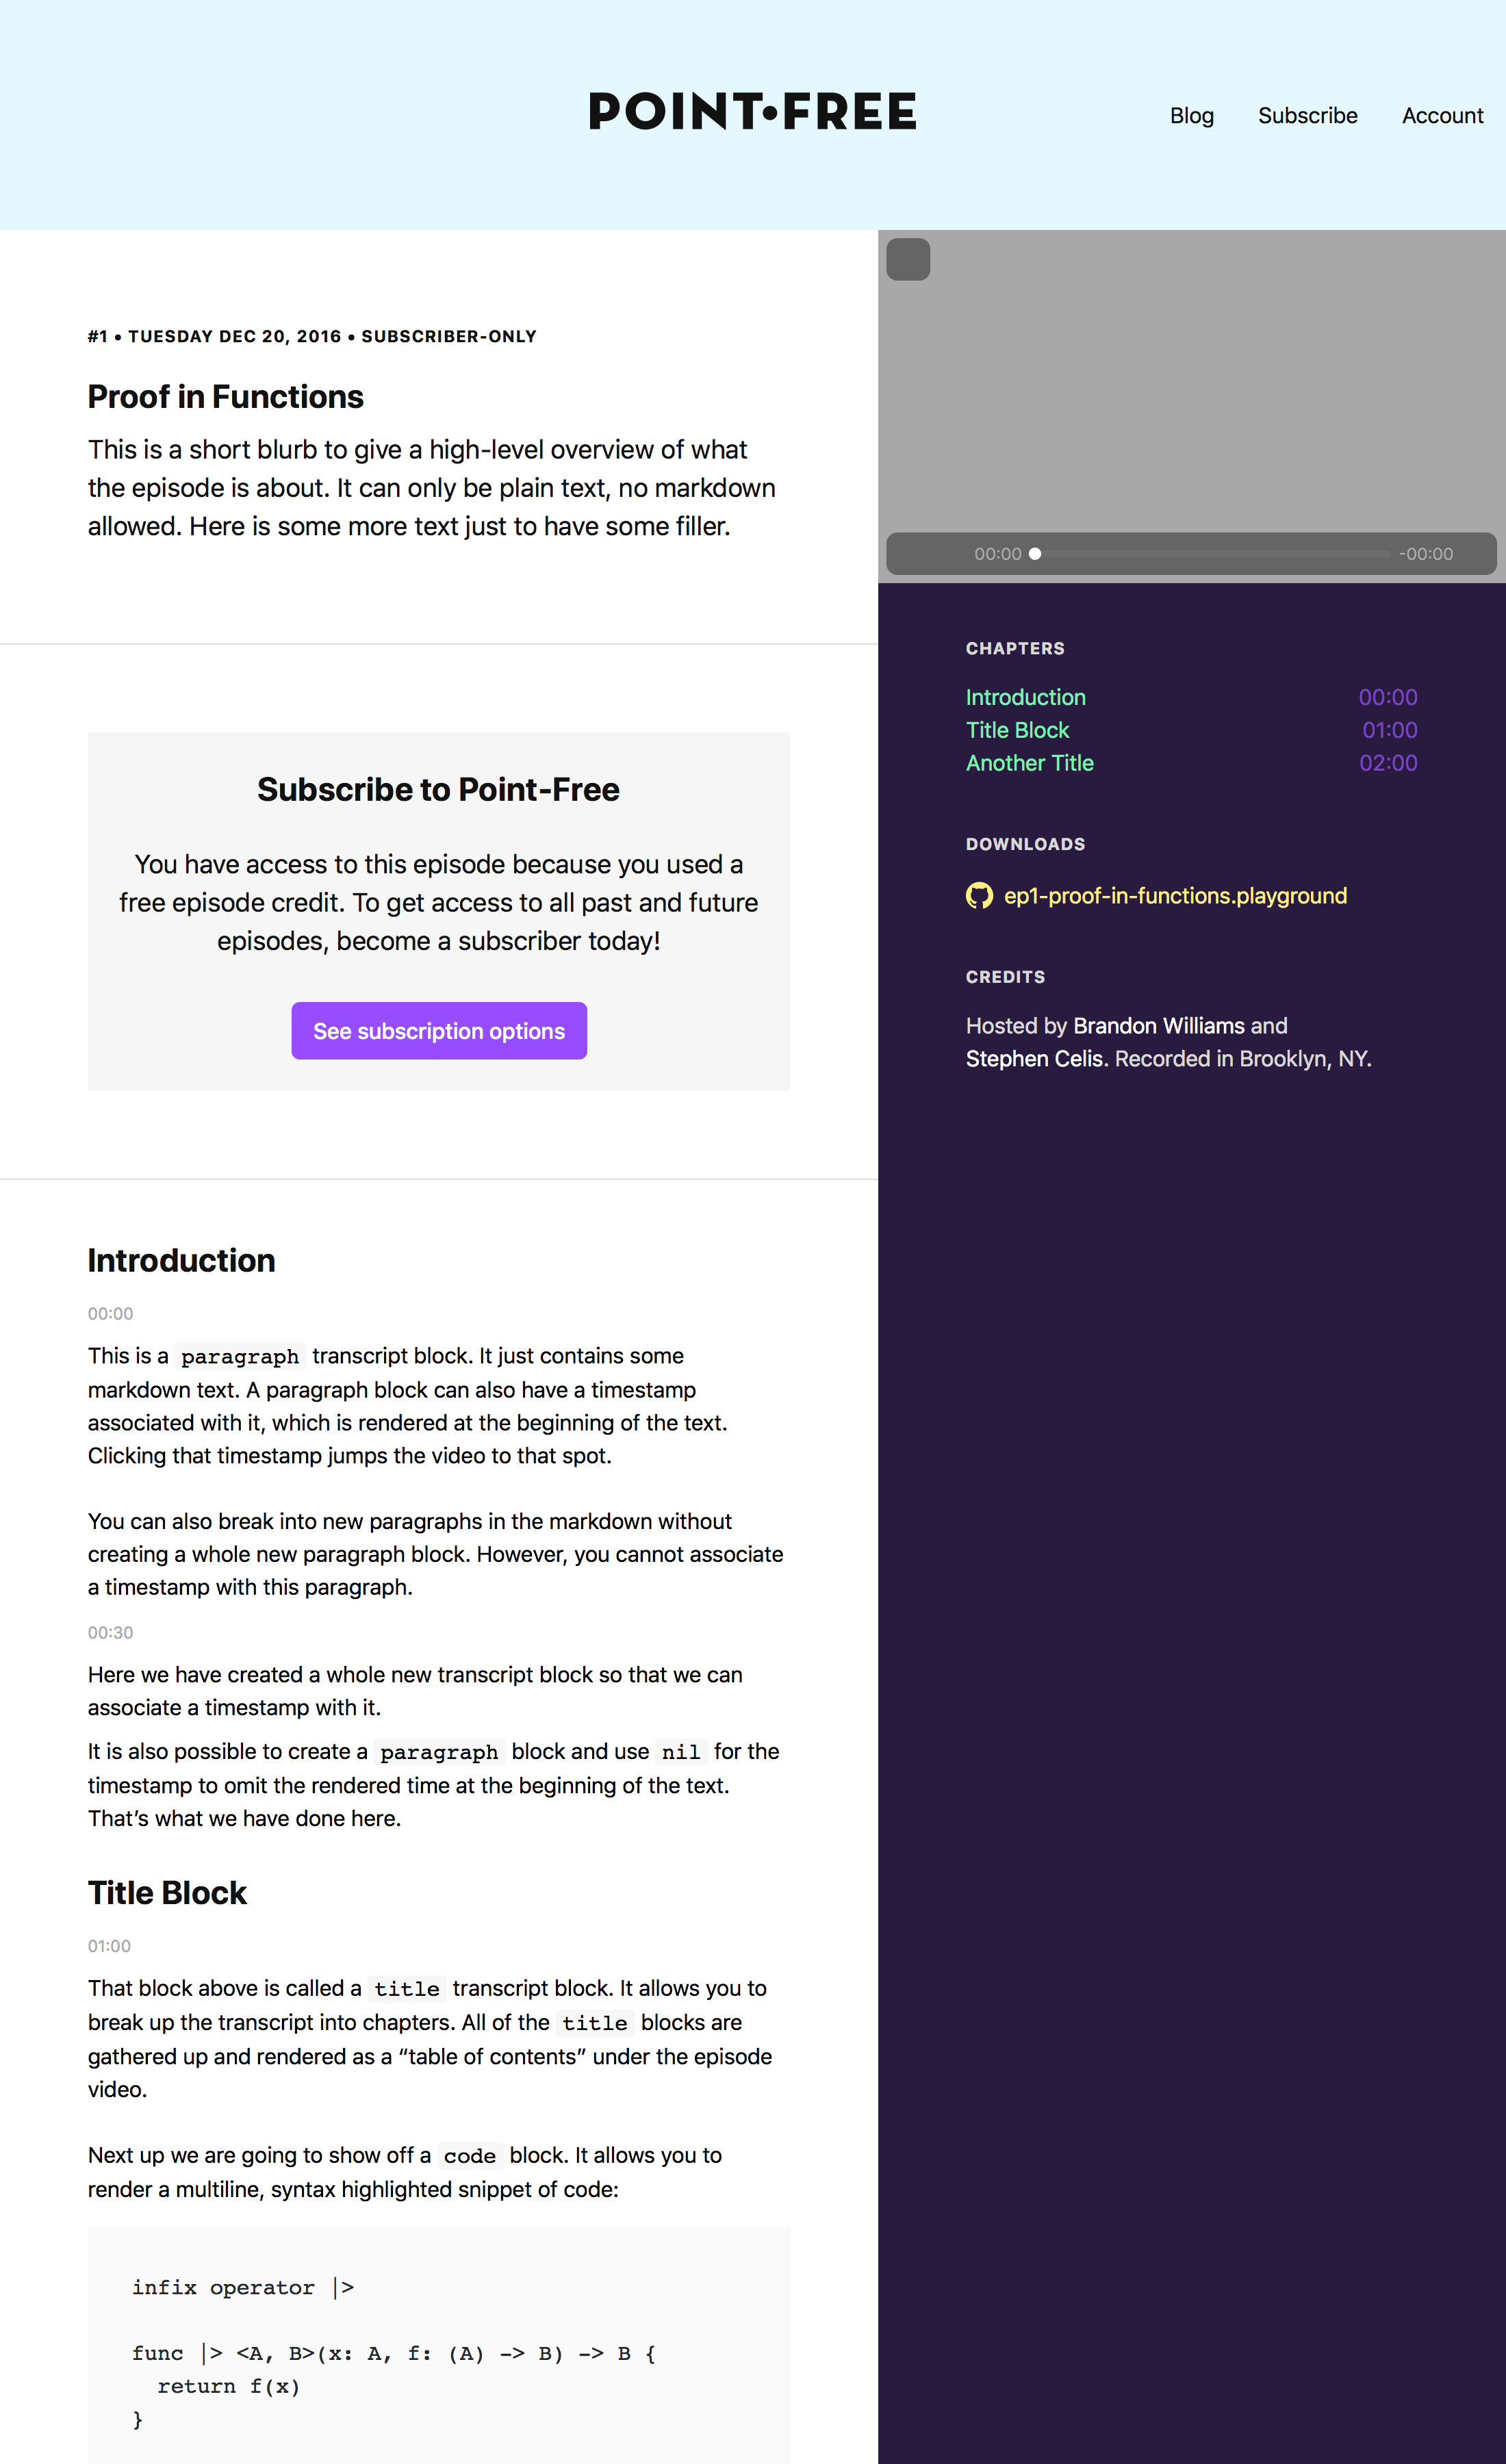 POINT•FREE
Blog
Subscribe
Account
#1 • TUESDAY DEC 20, 2016 • SUBSCRIBER-ONLY
Proof in Functions
This is a short blurb to give a high-level overview of what
the episode is about. It can only be plain text, no markdown
allowed. Here is some more text just to have some filler.
Subscribe to Point-Free
You have access to this episode because you used a
free episode credit. To get access to all past and future
episodes, become a subscriber today!
See subscription options
Introduction
00:00
This is a paragraph transcript block. It just contains some
markdown text. A paragraph block can also have a timestamp
associated with it, which is rendered at the beginning of the text.
Clicking that timestamp jumps the video to that spot.
You can also break into new paragraphs in the markdown without
creating a whole new paragraph block. However, you cannot associate
a timestamp with this paragraph.
00:30
Here we have created a whole new transcript block so that we can
associate a timestamp with it.
It is also possible to create a paragraph block and use nil for the
timestamp to omit the rendered time at the beginning of the text.
That’s what we have done here.
Title Block
01:00
That block above is called a title transcript block. It allows you to
break up the transcript into chapters. All of the title blocks are
gathered up and rendered as a “table of contents” under the episode
video.
Next up we are going to show off a code block. It allows you to
render a multiline, syntax highlighted snippet of code:
infix operator |>
func |> <A, B>(x: A, f: (A) -> B) -> B {
  return f(x)
}
00:00
-00:00
CHAPTERS
Introduction 00:00
Title Block 01:00
Another Title 02:00
DOWNLOADS
ep1-proof-in-functions.playground
CREDITS
Hosted by Brandon Williams and
Stephen Celis. Recorded in Brooklyn, NY.